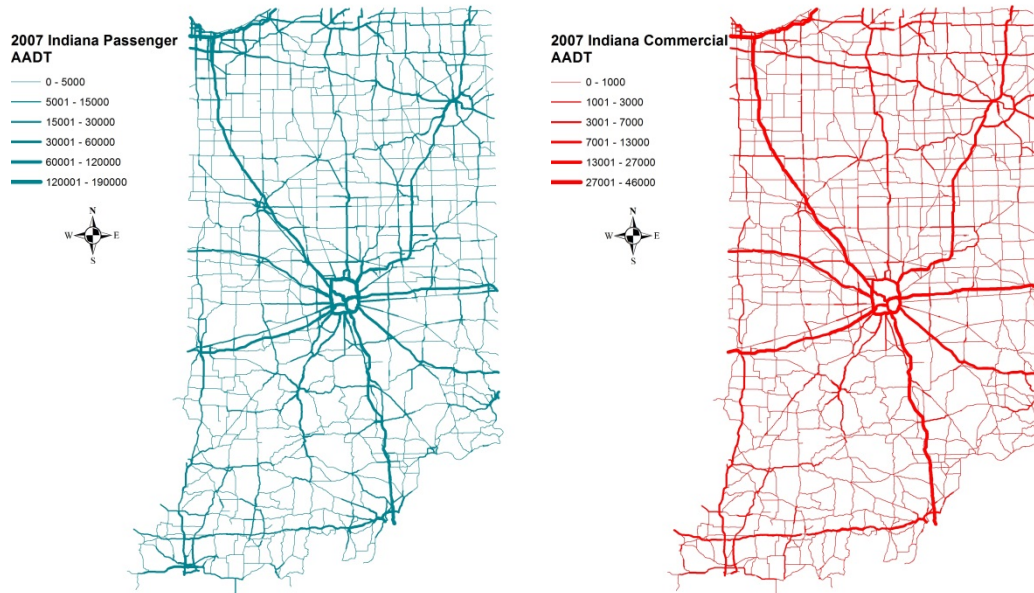 2007 Indiana Passenger
AADT
0 - 5000
5001 - 15000
15001 - 30000
30001 - 60000
60001 - 120000
120001 - 190000
N
W E
S
2007 Indiana Commercial
AADT
0 - 1000
1001 - 3000
3001 - 7000
7001 - 13000
13001 - 27000
27001 - 46000
N
W E
S